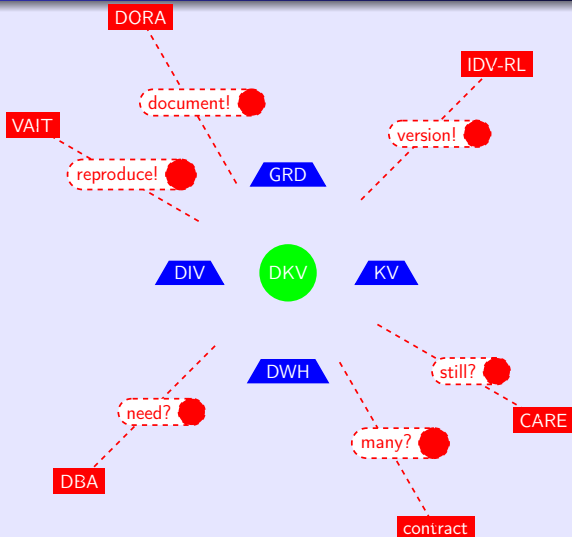 DORA
IDV-RL
document!
VAIT
version!
reproduce!
GRD
DIV
DKV
KV
DWH
still?
need?
CARE
many?
DBA
contract